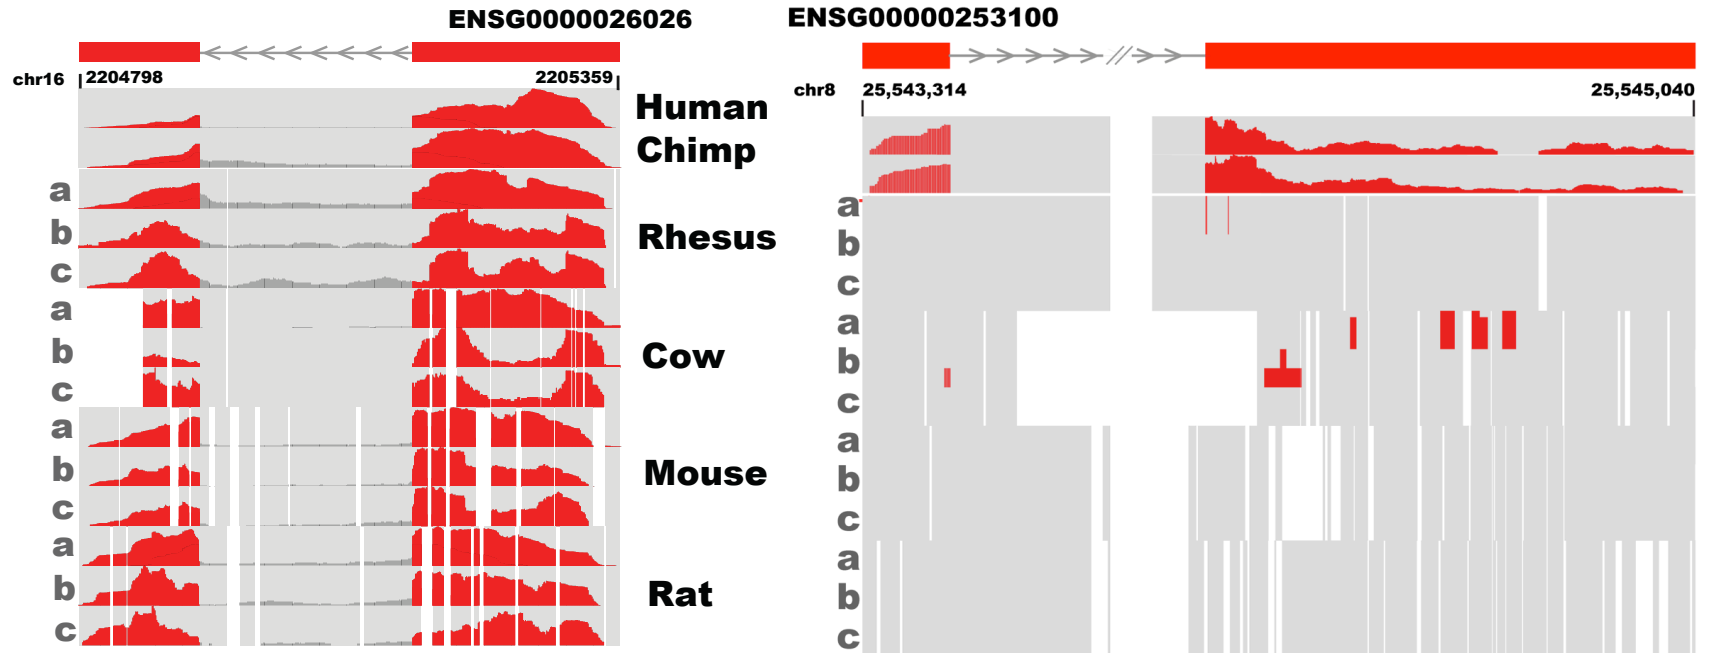 ENSG0000026026
ENSG00000253100
chr16 2204798 2205359
chr8 25,543,314 25,545,040
Human
Chimp
a
b
c
Rhesus
a
b
c
Cow
a
b
c
Mouse
a
b
c
Rat
a
b
c
a
b
c
a
b
c
a
b
c
a
b
c